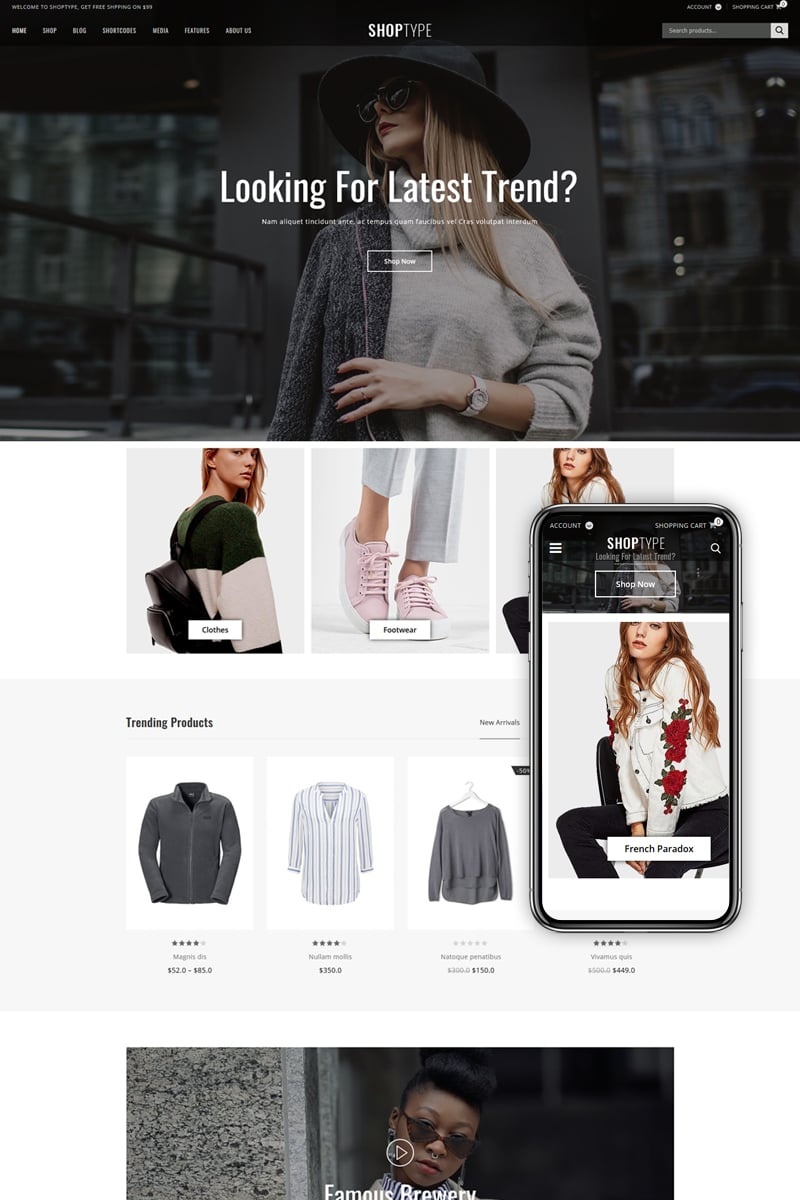 WELCOME TO SHOPTYPE, GET FREE SHPPING ON $99
ACCOUNT
SHOPPING CART 0
HOME SHOP BLOG SHORTCODES MEDIA FEATURES ABOUT US
SHOPTYPE
Search products...
Looking For Latest Trend?
Nam aliquet tincidunt ante, ac tempus quam faucibus vel Cras volutpat interdum
Shop Now
Clothes
Footwear
ACCOUNT
SHOPPING CART 0
SHOPTYPE
Looking For Latust Trend?
Shop Now
French Paradox
Trending Products
New Arrivals
-50%
Magnis dis
$52.0 – $85.0
Nullam mollis
$350.0
Natoque penatibus
$300.0 $150.0
Vivamus quis
$500.0 $449.0
Famous Brewery